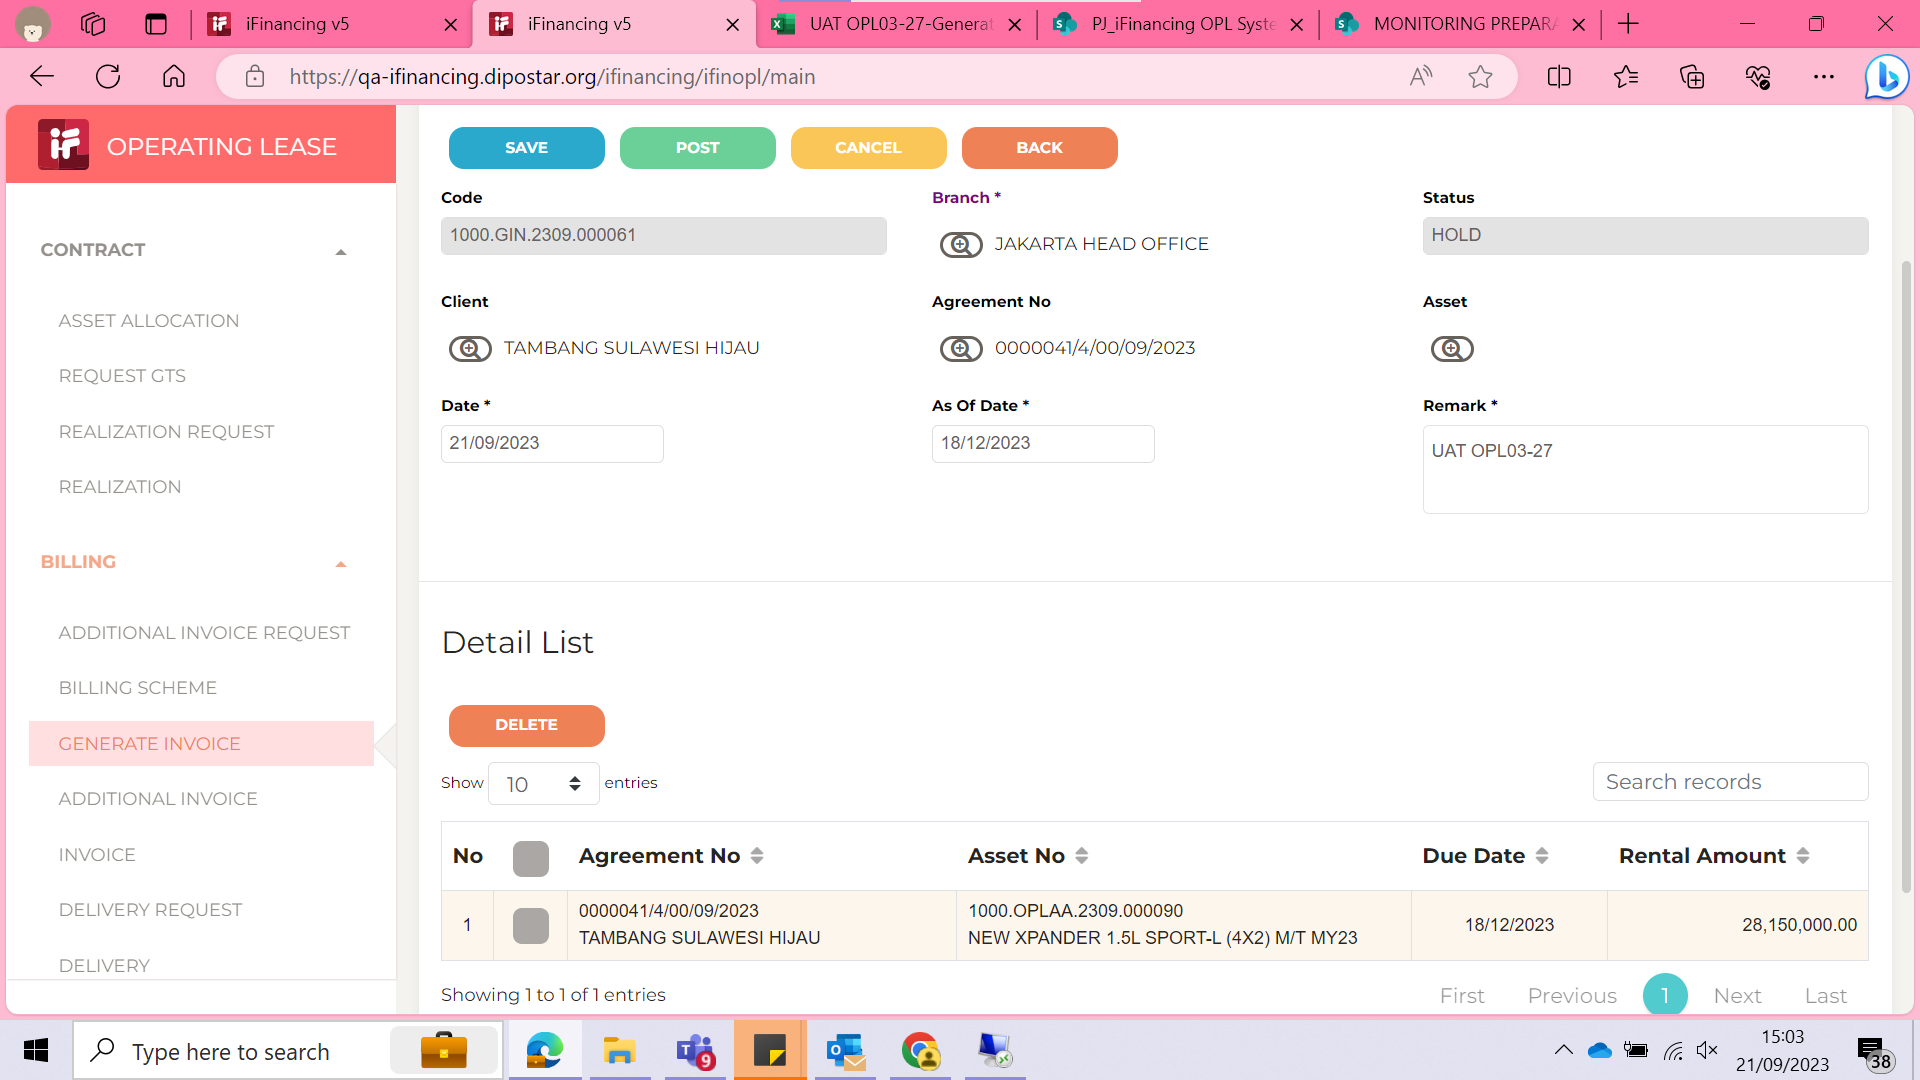 iFinancing v5
iFinancing v5
UAT OPL03-27-Generat
PJ_iFinancing OPL Syste
MONITORING PREPARA
https://qa-ifinancing.dipostar.org/ifinancing/ifinopl/main
iF OPERATING LEASE
SAVE
POST
CANCEL
BACK
Code
Branch *
Status
1000.GIN.2309.000061
JAKARTA HEAD OFFICE
HOLD
CONTRACT
Client
Agreement No
Asset
ASSET ALLOCATION
TAMBANG SULAWESI HIJAU
0000041/4/00/09/2023
REQUEST GTS
Date *
As Of Date *
Remark *
REALIZATION REQUEST
21/09/2023
18/12/2023
UAT OPL03-27
REALIZATION
BILLING
ADDITIONAL INVOICE REQUEST
BILLING SCHEME
GENERATE INVOICE
ADDITIONAL INVOICE
INVOICE
DELIVERY REQUEST
DELIVERY
Detail List
DELETE
Show 10 entries
Search records
No
Agreement No
Asset No
Due Date
Rental Amount
1
0000041/4/00/09/2023
TAMBANG SULAWESI HIJAU
1000.OPLAA.2309.000090
NEW XPANDER 1.5L SPORT-L (4X2) M/T MY23
18/12/2023
28,150,000.00
Showing 1 to 1 of 1 entries
First
Previous
1
Next
Last
Type here to search
9
15:03
21/09/2023
38